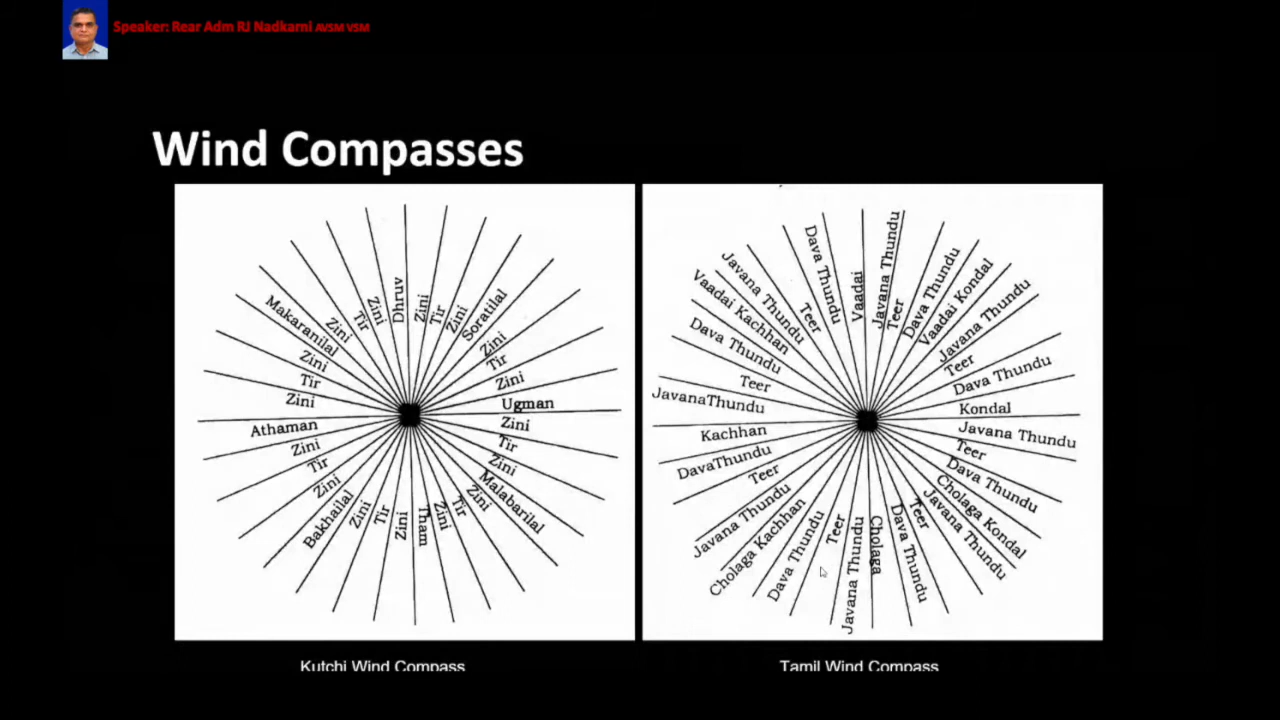 Speaker: Rear Adm RJ Nadkarni AVSM VSM
Wind Compasses
Dhruv
Zini
Tir
Zini
Soratilal
Zini
Tir
Zini
Ugman
Zini
Tir
Zini
Malabarilal
Zini
Tir
Zini
Tham
Zini
Tir
Zini
Bakhailal
Zini
Tir
Zini
Athaman
Zini
Tir
Zini
Makaranilal
Zini
Tir
Zini
Kutchi Wind Compass
Vaadai
Javana Thundu
Teer
Dava Thundu
Vaadai Kondal
Javana Thundu
Teer
Dava Thundu
Kondal
Javana Thundu
Teer
Dava Thundu
Cholaga Kondal
Javana Thundu
Teer
Dava Thundu
Cholaga
Javana Thundu
Teer
Dava Thundu
Cholaga Kachhan
Javana Thundu
Teer
DavaThundu
Kachhan
JavanaThundu
Teer
Dava Thundu
Vaadai Kachhan
Javana Thundu
Teer
Dava Thundu
Tamil Wind Compass